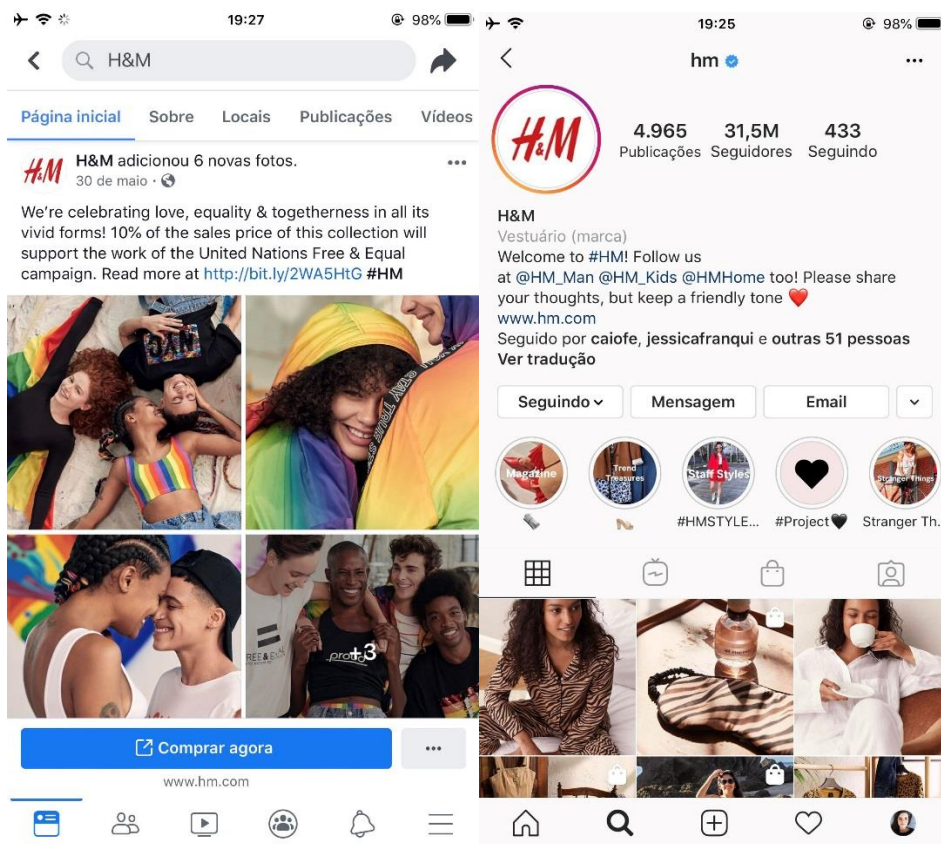 19:27
98%
H&M
Página inicial
Sobre
Locais
Publicações
Vídeos
H&M
H&M adicionou 6 novas fotos.
30 de maio
We're celebrating love, equality & togetherness in all its
vivid forms! 10% of the sales price of this collection will
support the work of the United Nations Free & Equal
campaign. Read more at http://bit.ly/2WA5HtG #HM
STAY TRUE
proud
+3
Comprar agora
www.hm.com
19:25
98%
hm
H&M
4.965 31,5M 433
Publicações Seguidores Seguindo
H&M
Vestuário (marca)
Welcome to #HM! Follow us
at @HM_Man @HM_Kids @HMHome too! Please share
your thoughts, but keep a friendly tone ❤️
www.hm.com
Seguido por caiofe, jessicafranqui e outras 51 pessoas
Ver tradução
Seguindo
Mensagem
Email
Magazine
Trend
Treasures
Staff Styles
Stranger Things
#HMSTYLE...
#Project🖤
Stranger Th...